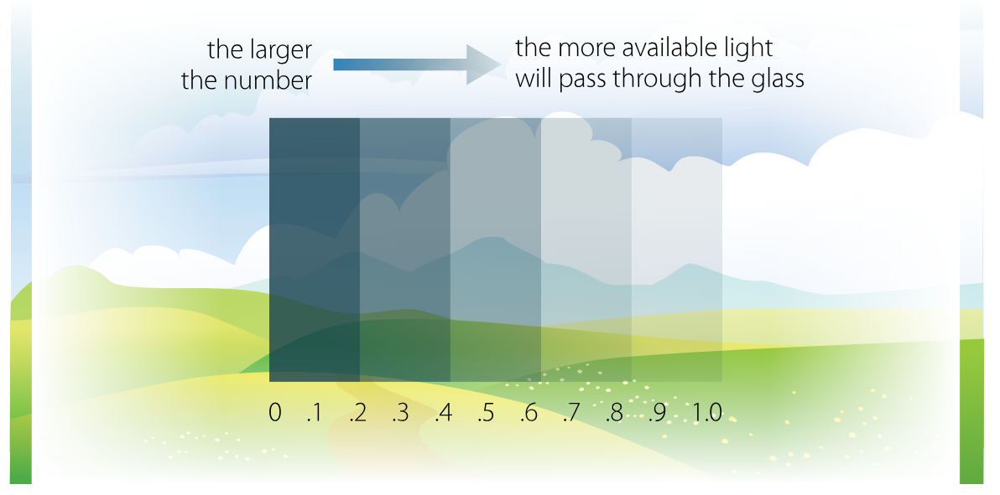 the larger
the number
the more available light
will pass through the glass
0 .1 .2 .3 .4 .5 .6 .7 .8 .9 1.0